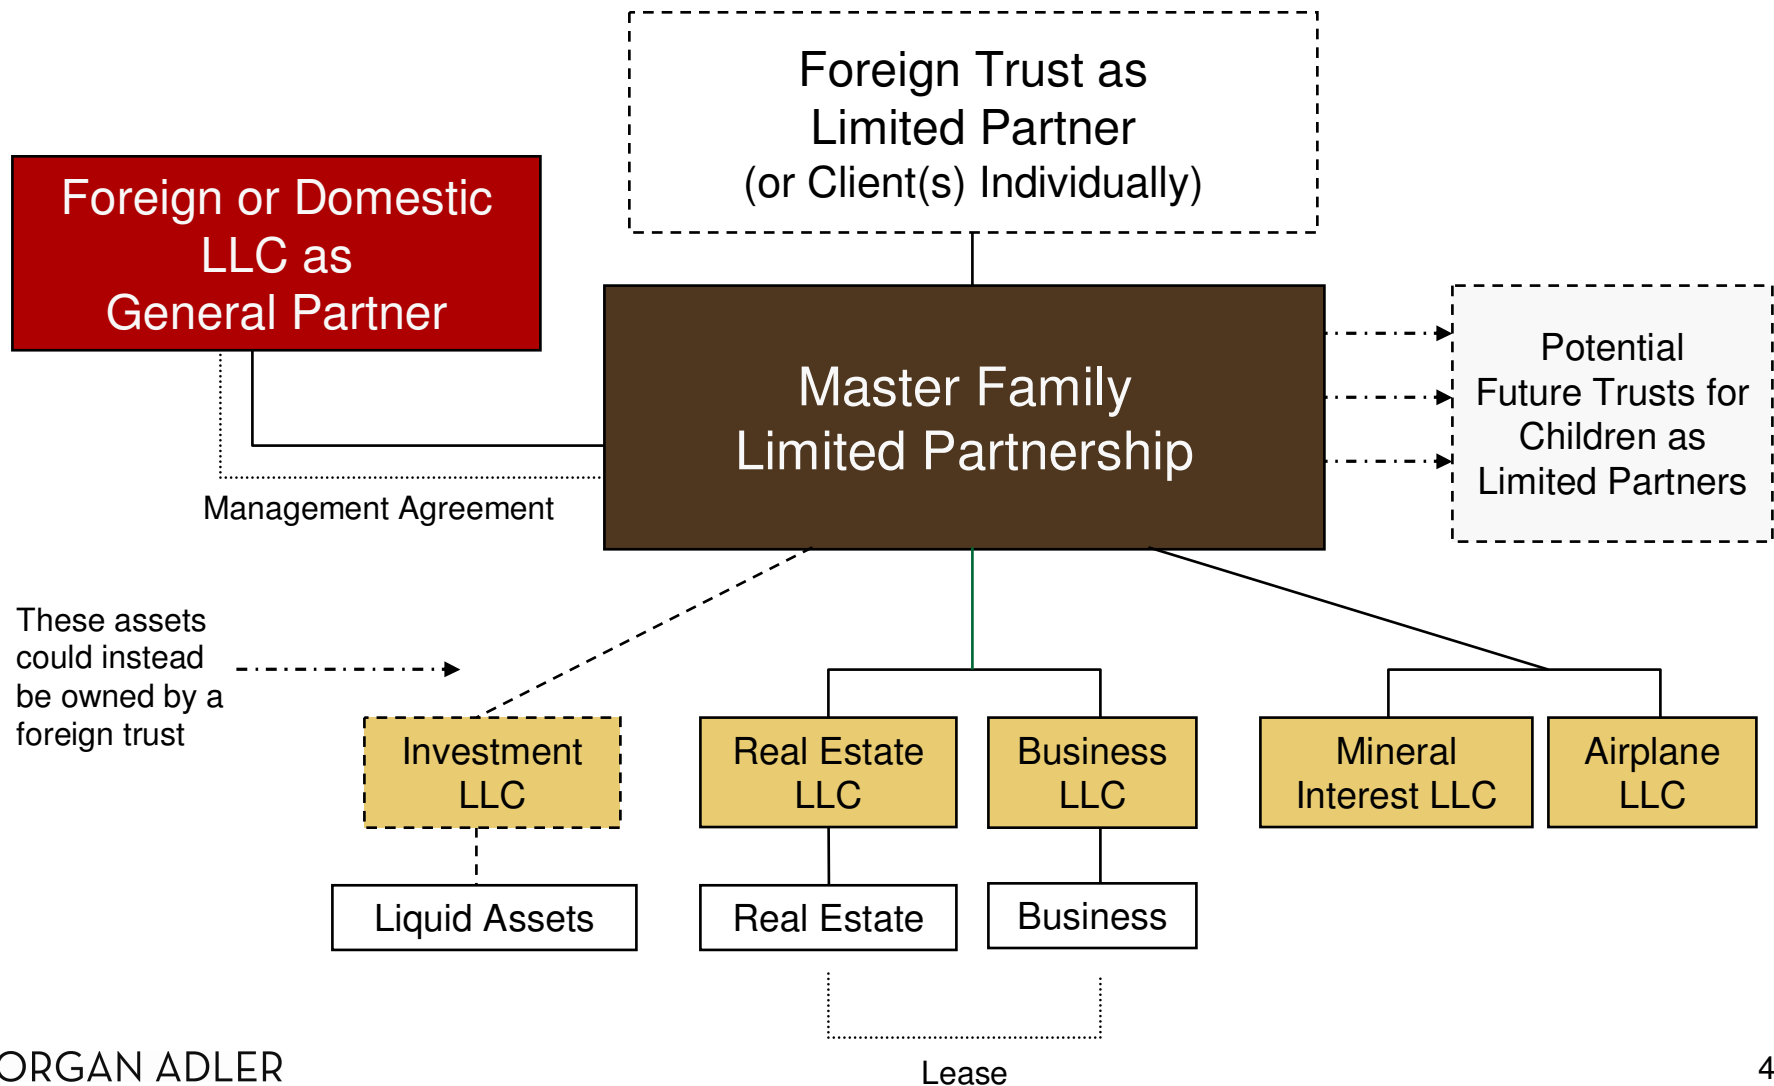 Foreign Trust as
Limited Partner
(or Client(s) Individually)
Foreign or Domestic
LLC as
General Partner
Master Family
Limited Partnership
Potential
Future Trusts for
Children as
Limited Partners
Management Agreement
These assets
could instead
be owned by a
foreign trust
Investment
LLC
Real Estate
LLC
Business
LLC
Mineral
Interest LLC
Airplane
LLC
Liquid Assets
Real Estate
Business
Lease
ORGAN ADLER
4